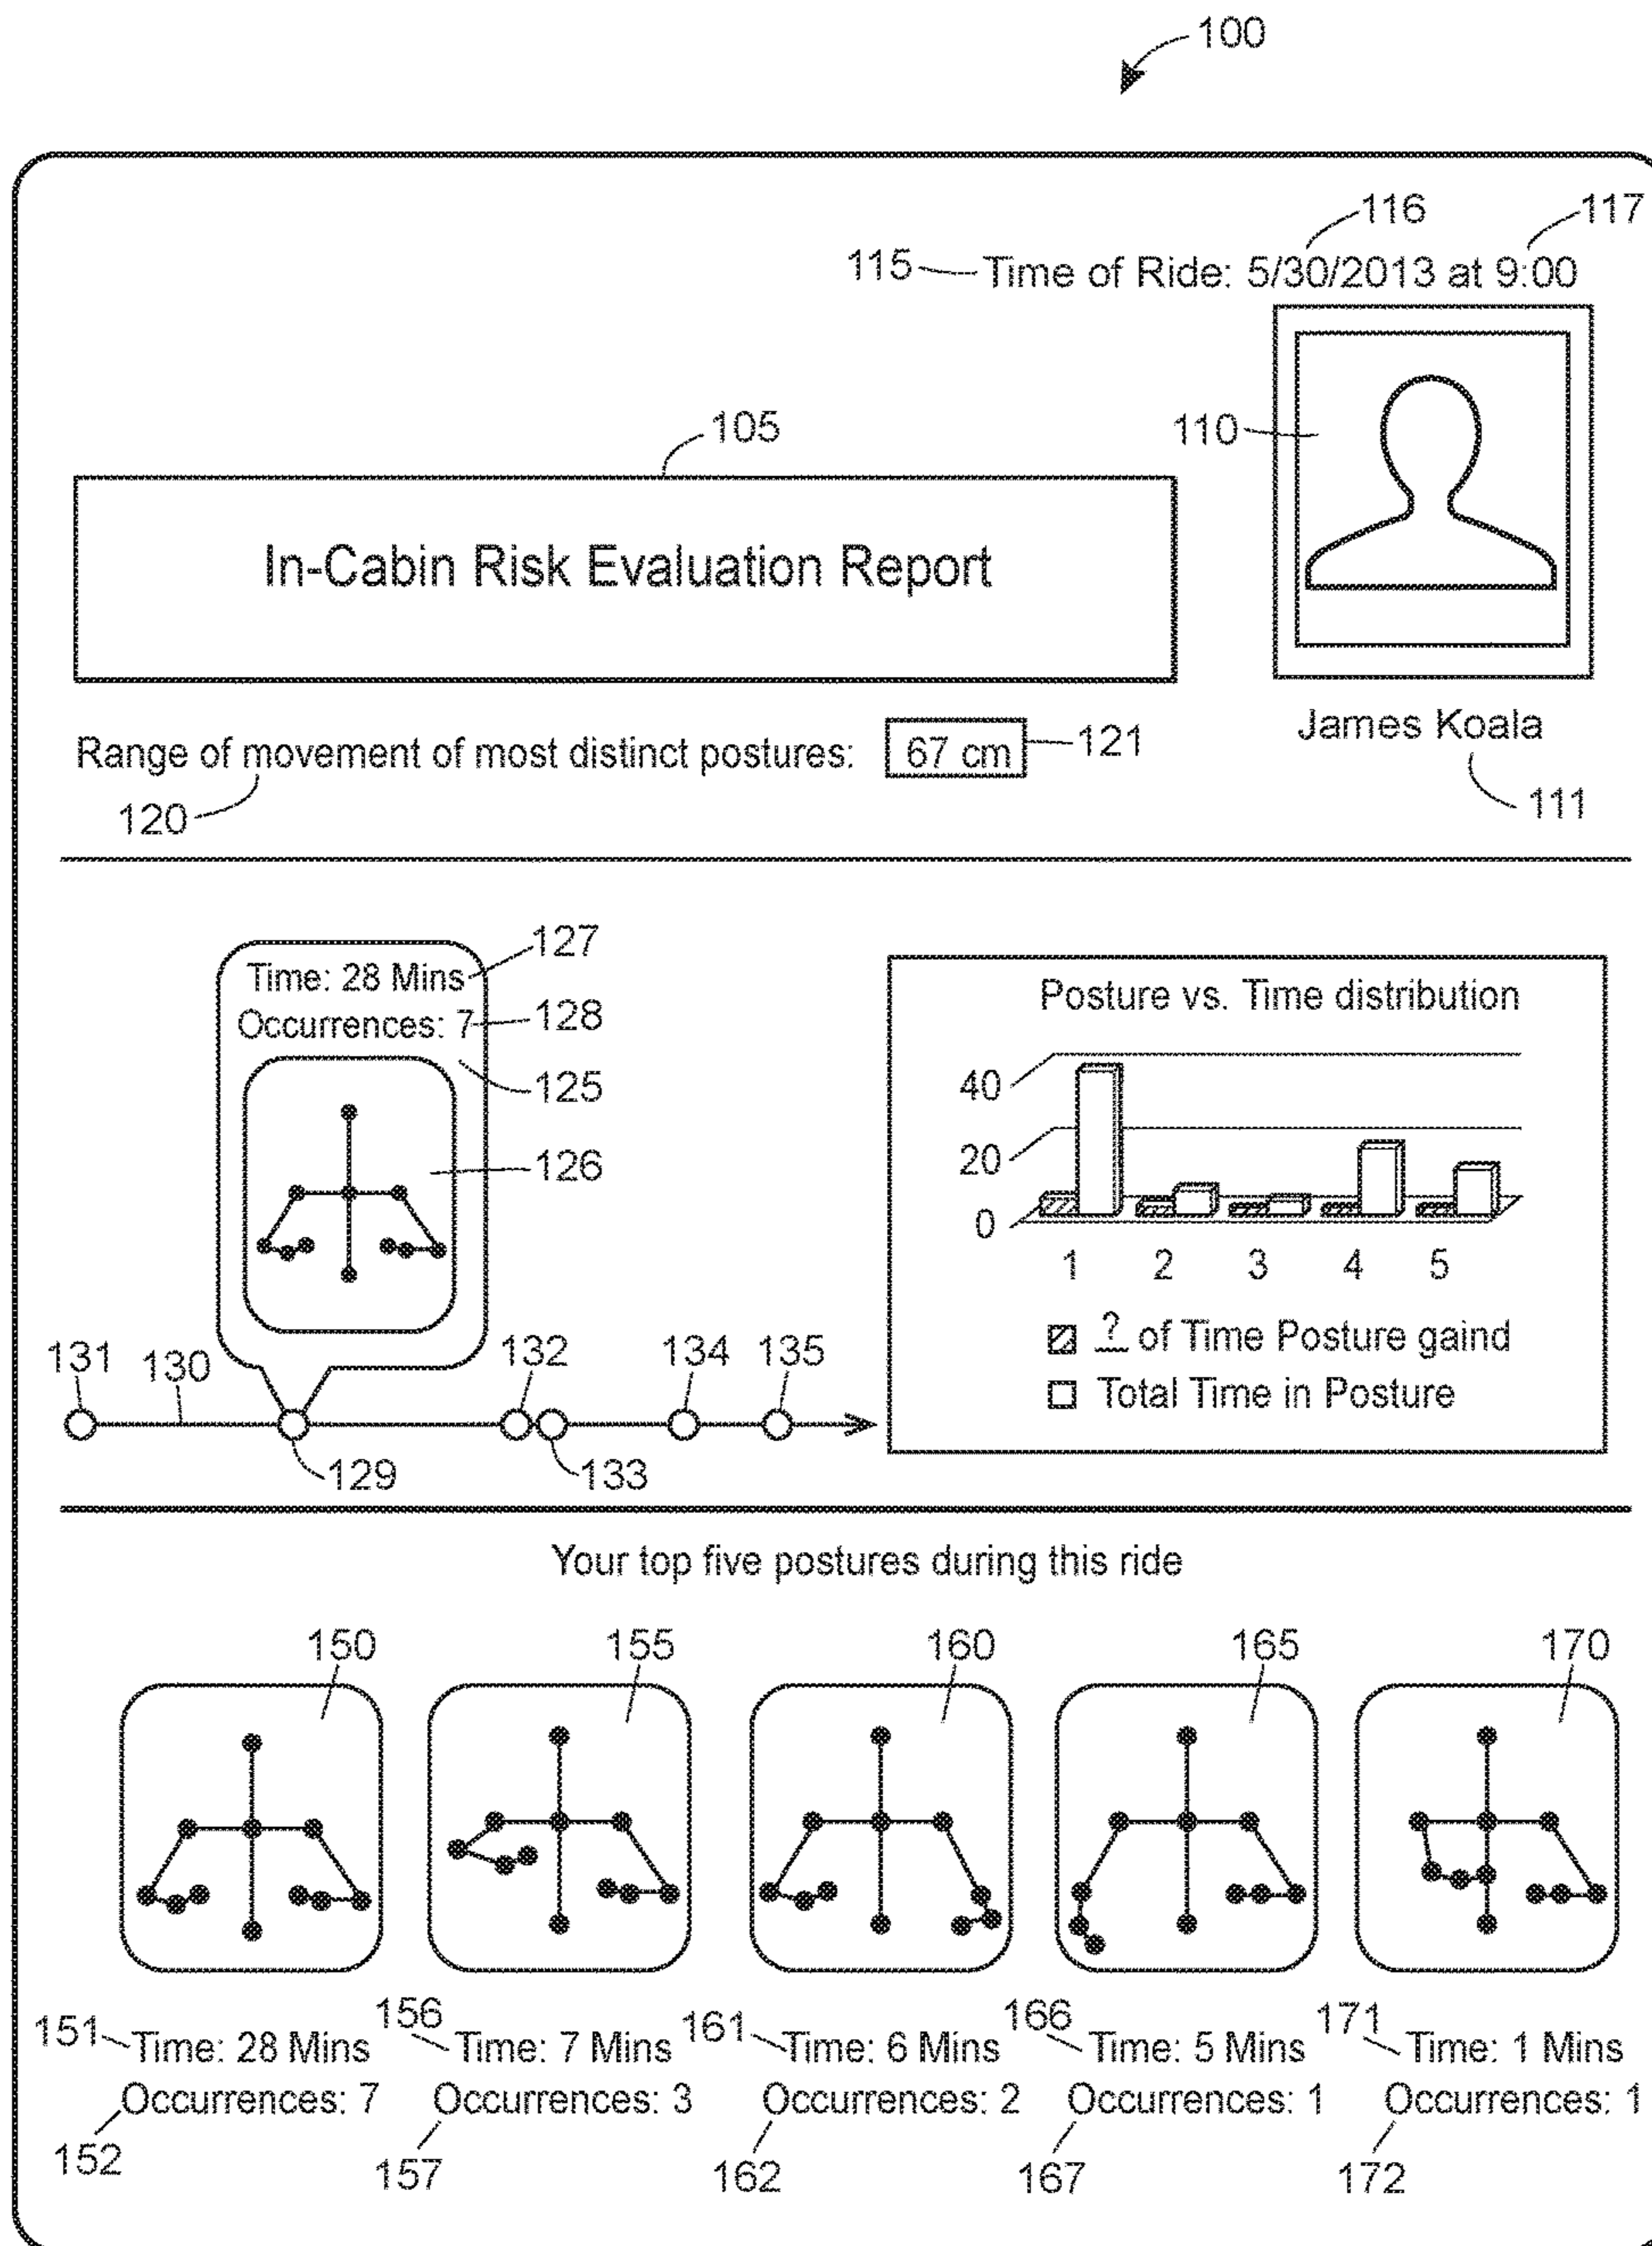 100
116
117
115 Time of Ride: 5/30/2013 at 9:00
105
110
In-Cabin Risk Evaluation Report
Range of movement of most distinct postures: 67 cm 121
James Koala
120
111
127
Time: 28 Mins
Occurrences: 7 128
125
126
131
130
132
134
135
129
133
Posture vs. Time distribution
40
20
0
1 2 3 4 5
? of Time Posture gaind
Total Time in Posture
Your top five postures during this ride
150 155 160 165 170
151 Time: 28 Mins
Occurrences: 7
152
156 Time: 7 Mins
Occurrences: 3
157
161 Time: 6 Mins
Occurrences: 2
162
166 Time: 5 Mins
Occurrences: 1
167
171 Time: 1 Mins
Occurrences: 1
172